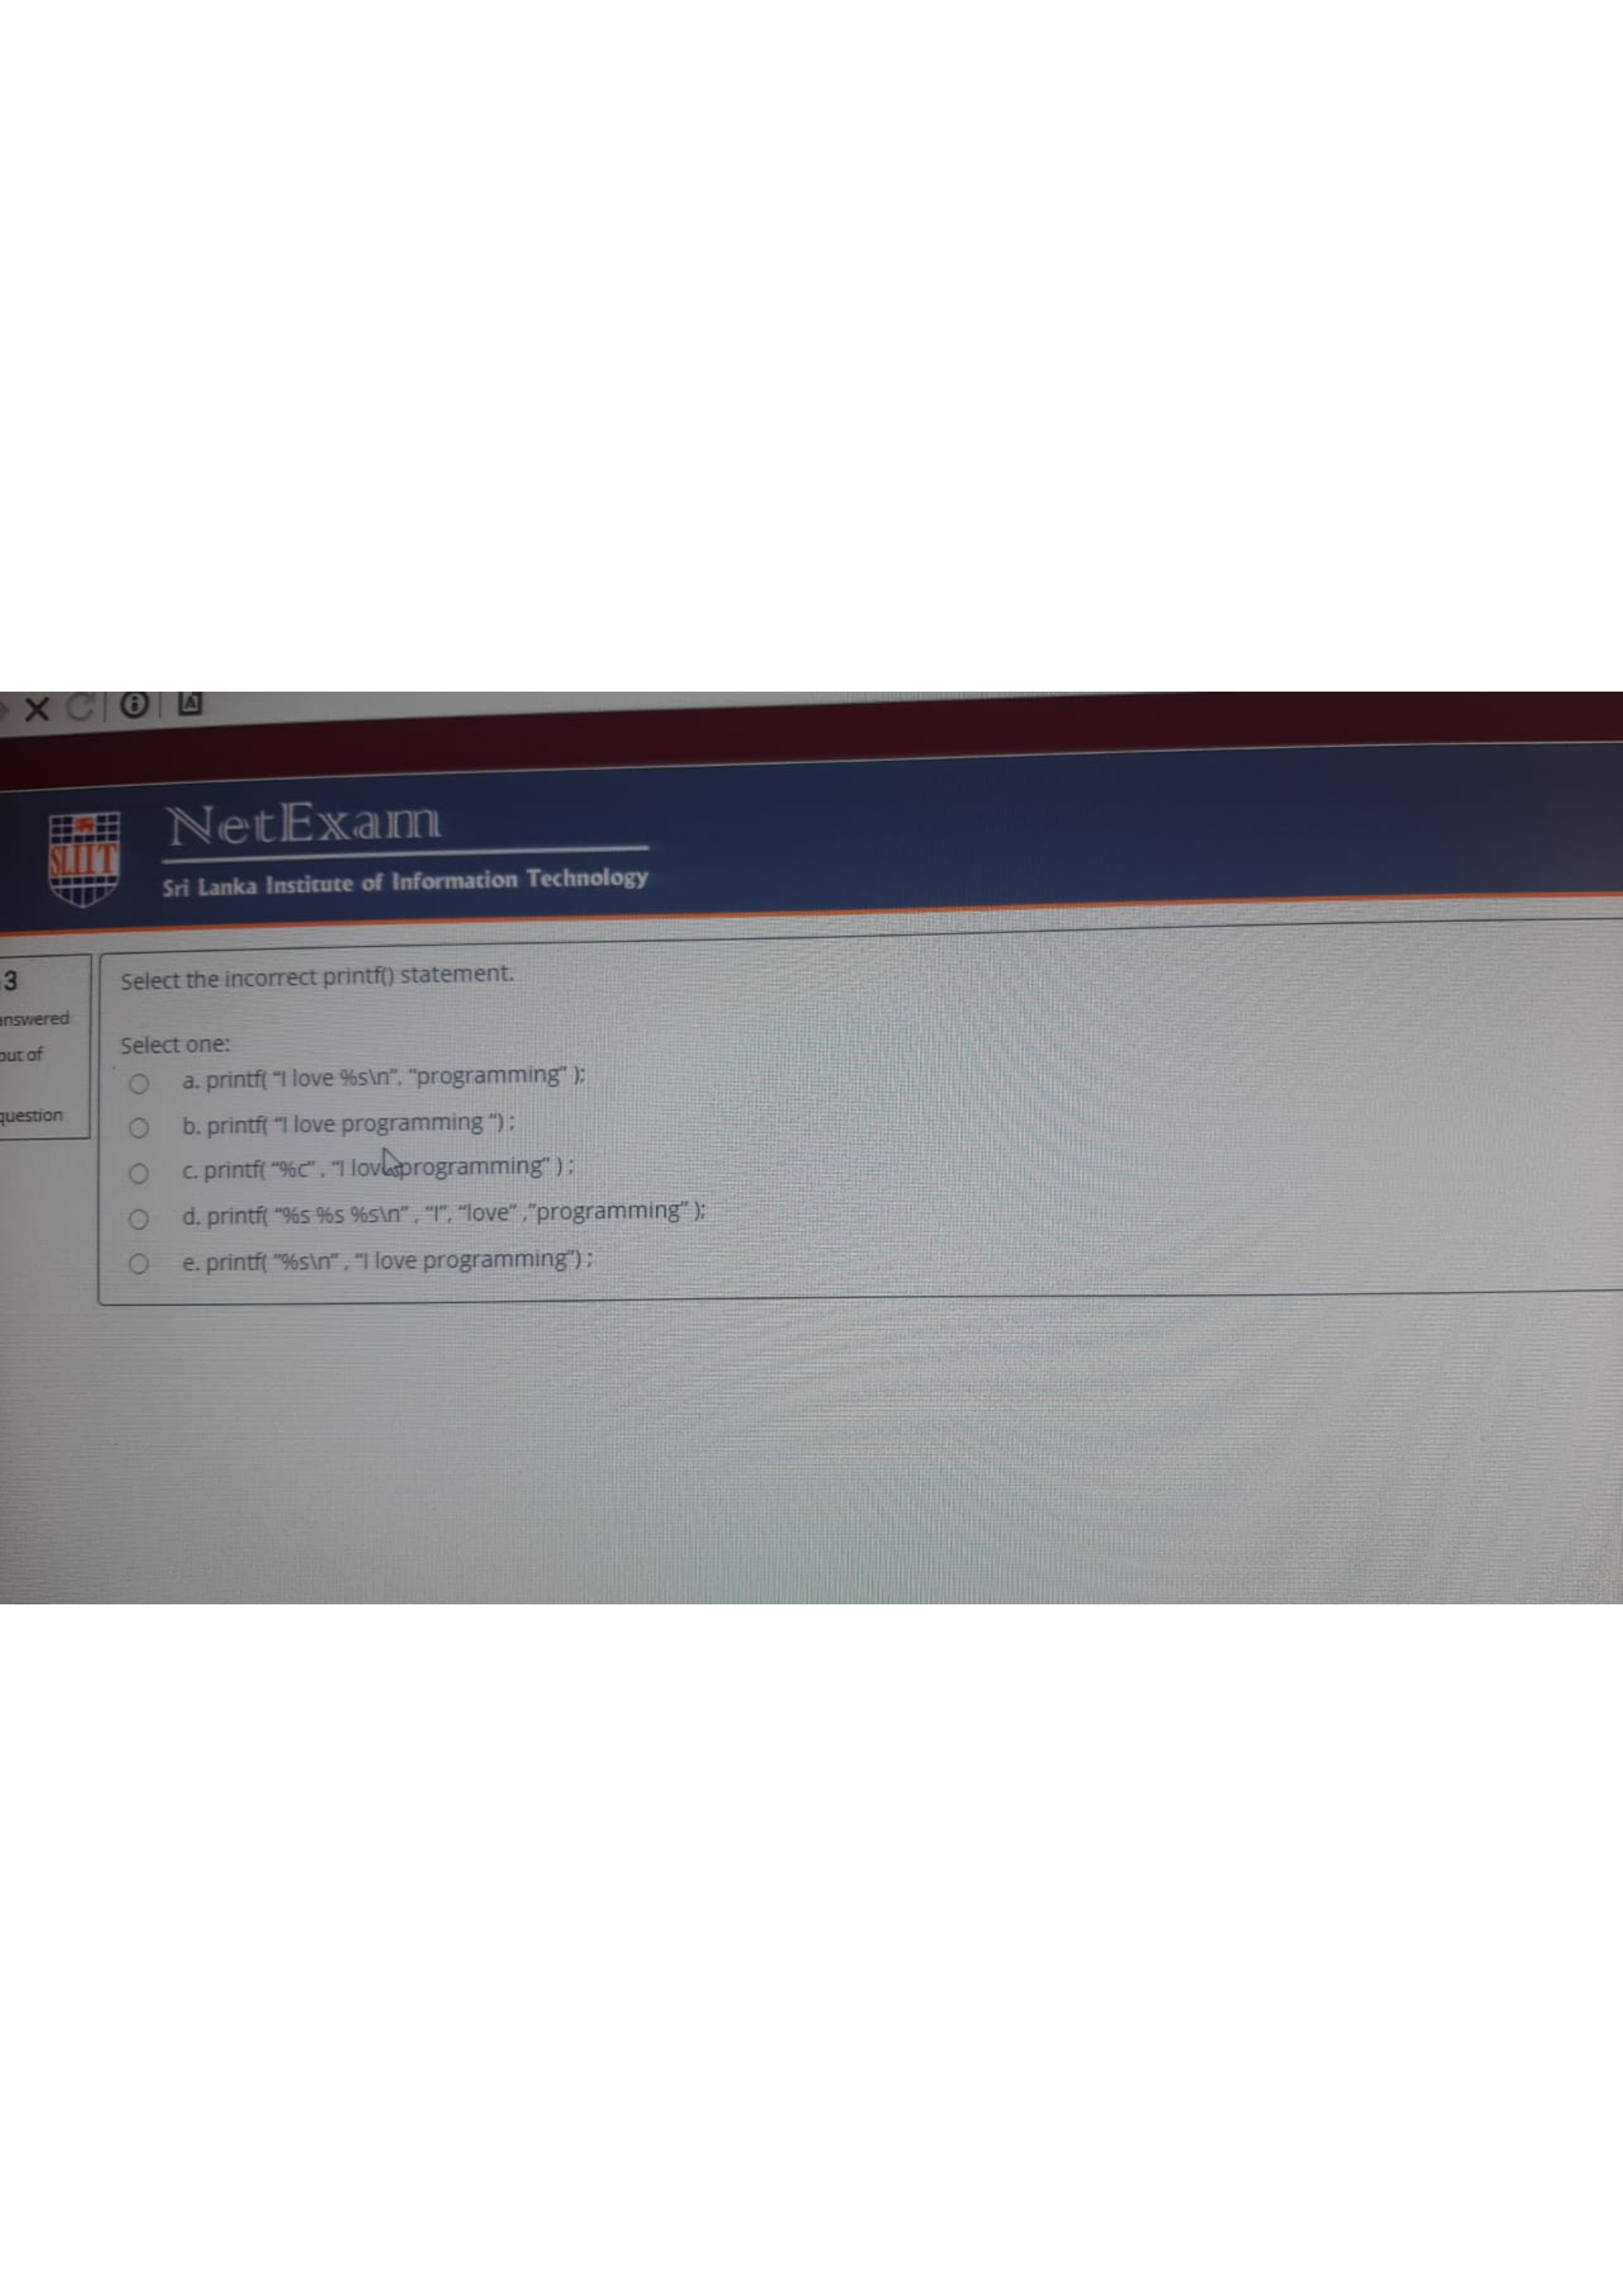 SLIIT
NetExam
Sri Lanka Institute of Information Technology
3
answered
out of
question
Select the incorrect printf() statement.
Select one:
a. printf( “I love %s\n”, “programming” );
b. printf( “I love programming “) ;
c. printf( “%c” , “I love programming” ) ;
d. printf( “%s %s %s\n” , “I”, “love” ,”programming” );
e. printf( “%s\n” , “I love programming”) ;